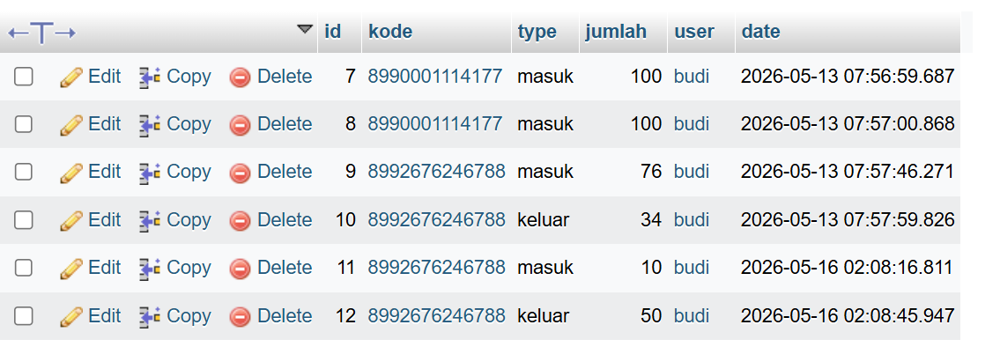 ←T→ id kode type jumlah user date
Edit Copy Delete 7 8990001114177 masuk 100 budi 2026-05-13 07:56:59.687
Edit Copy Delete 8 8990001114177 masuk 100 budi 2026-05-13 07:57:00.868
Edit Copy Delete 9 8992676246788 masuk 76 budi 2026-05-13 07:57:46.271
Edit Copy Delete 10 8992676246788 keluar 34 budi 2026-05-13 07:57:59.826
Edit Copy Delete 11 8992676246788 masuk 10 budi 2026-05-16 02:08:16.811
Edit Copy Delete 12 8992676246788 keluar 50 budi 2026-05-16 02:08:45.947